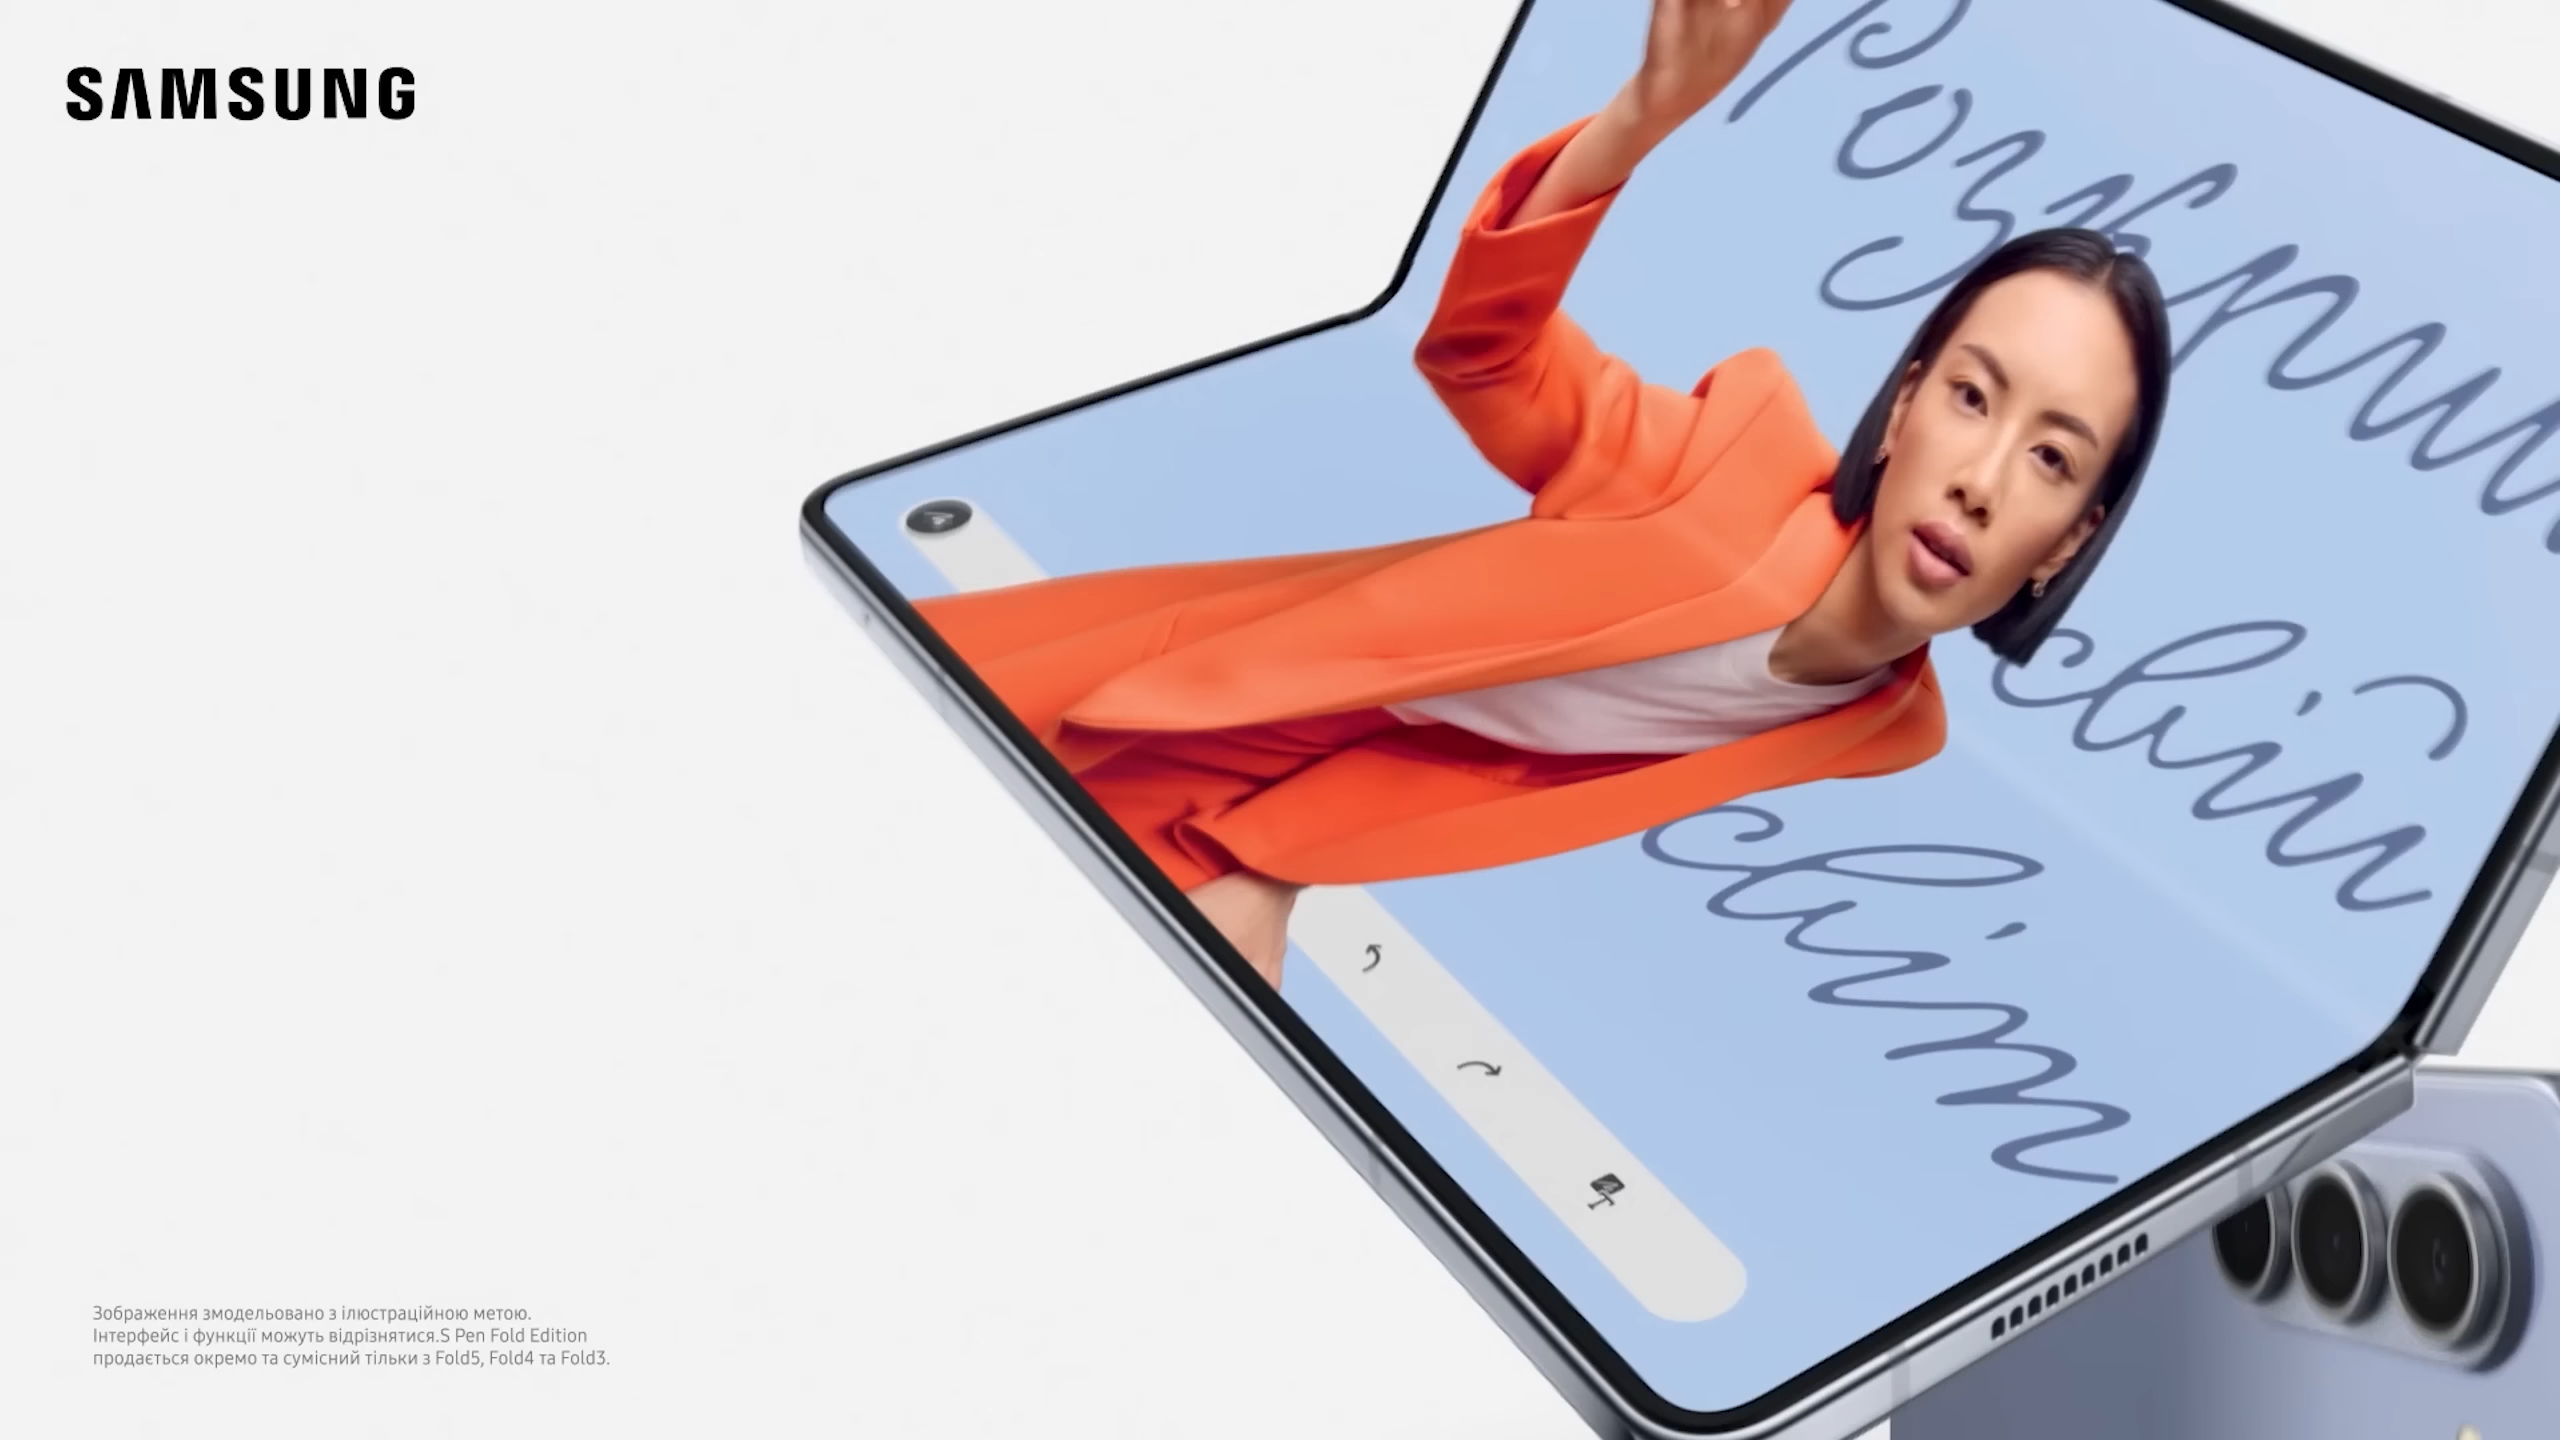 SAMSUNG
Розкрий
свій
світ
Зображення змодельовано з ілюстраційною метою.
Інтерфейс і функції можуть відрізнятися.S Pen Fold Edition
продається окремо та сумісний тільки з Fold5, Fold4 та Fold3.